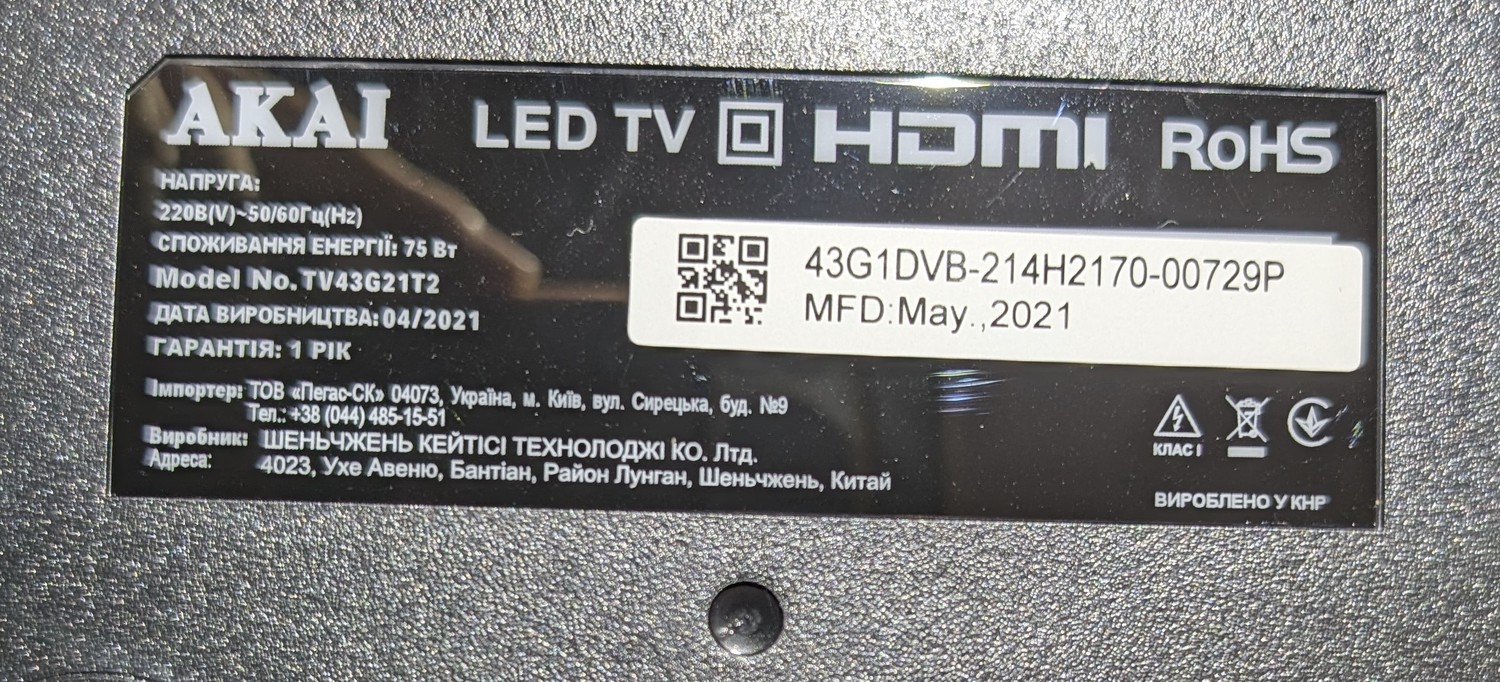 AKAI LED TV HDMI RoHS
НАПРУГА:
220В(V)~50/60Гц(Hz)
СПОЖИВАННЯ ЕНЕРГІЇ: 75 Вт
Model No.TV43G21T2
ДАТА ВИРОБНИЦТВА:04/2021
ГАРАНТІЯ: 1 РІК
43G1DVB-214H2170-00729P
MFD:May.,2021
Імпортер: ТОВ «Пегас-СК» 04073, Україна, м. Київ, вул. Сирецька, буд. №9
Тел.: +38 (044) 485-15-51
Виробник: ШЕНЬЧЖЕНЬ КЕЙТІСІ ТЕХНОЛОДЖІ КО. Лтд.
Адреса: 4023, Ухе Авеню, Бантіан, Район Лунган, Шеньчжень, Китай
КЛАС I
ВИРОБЛЕНО У КНР